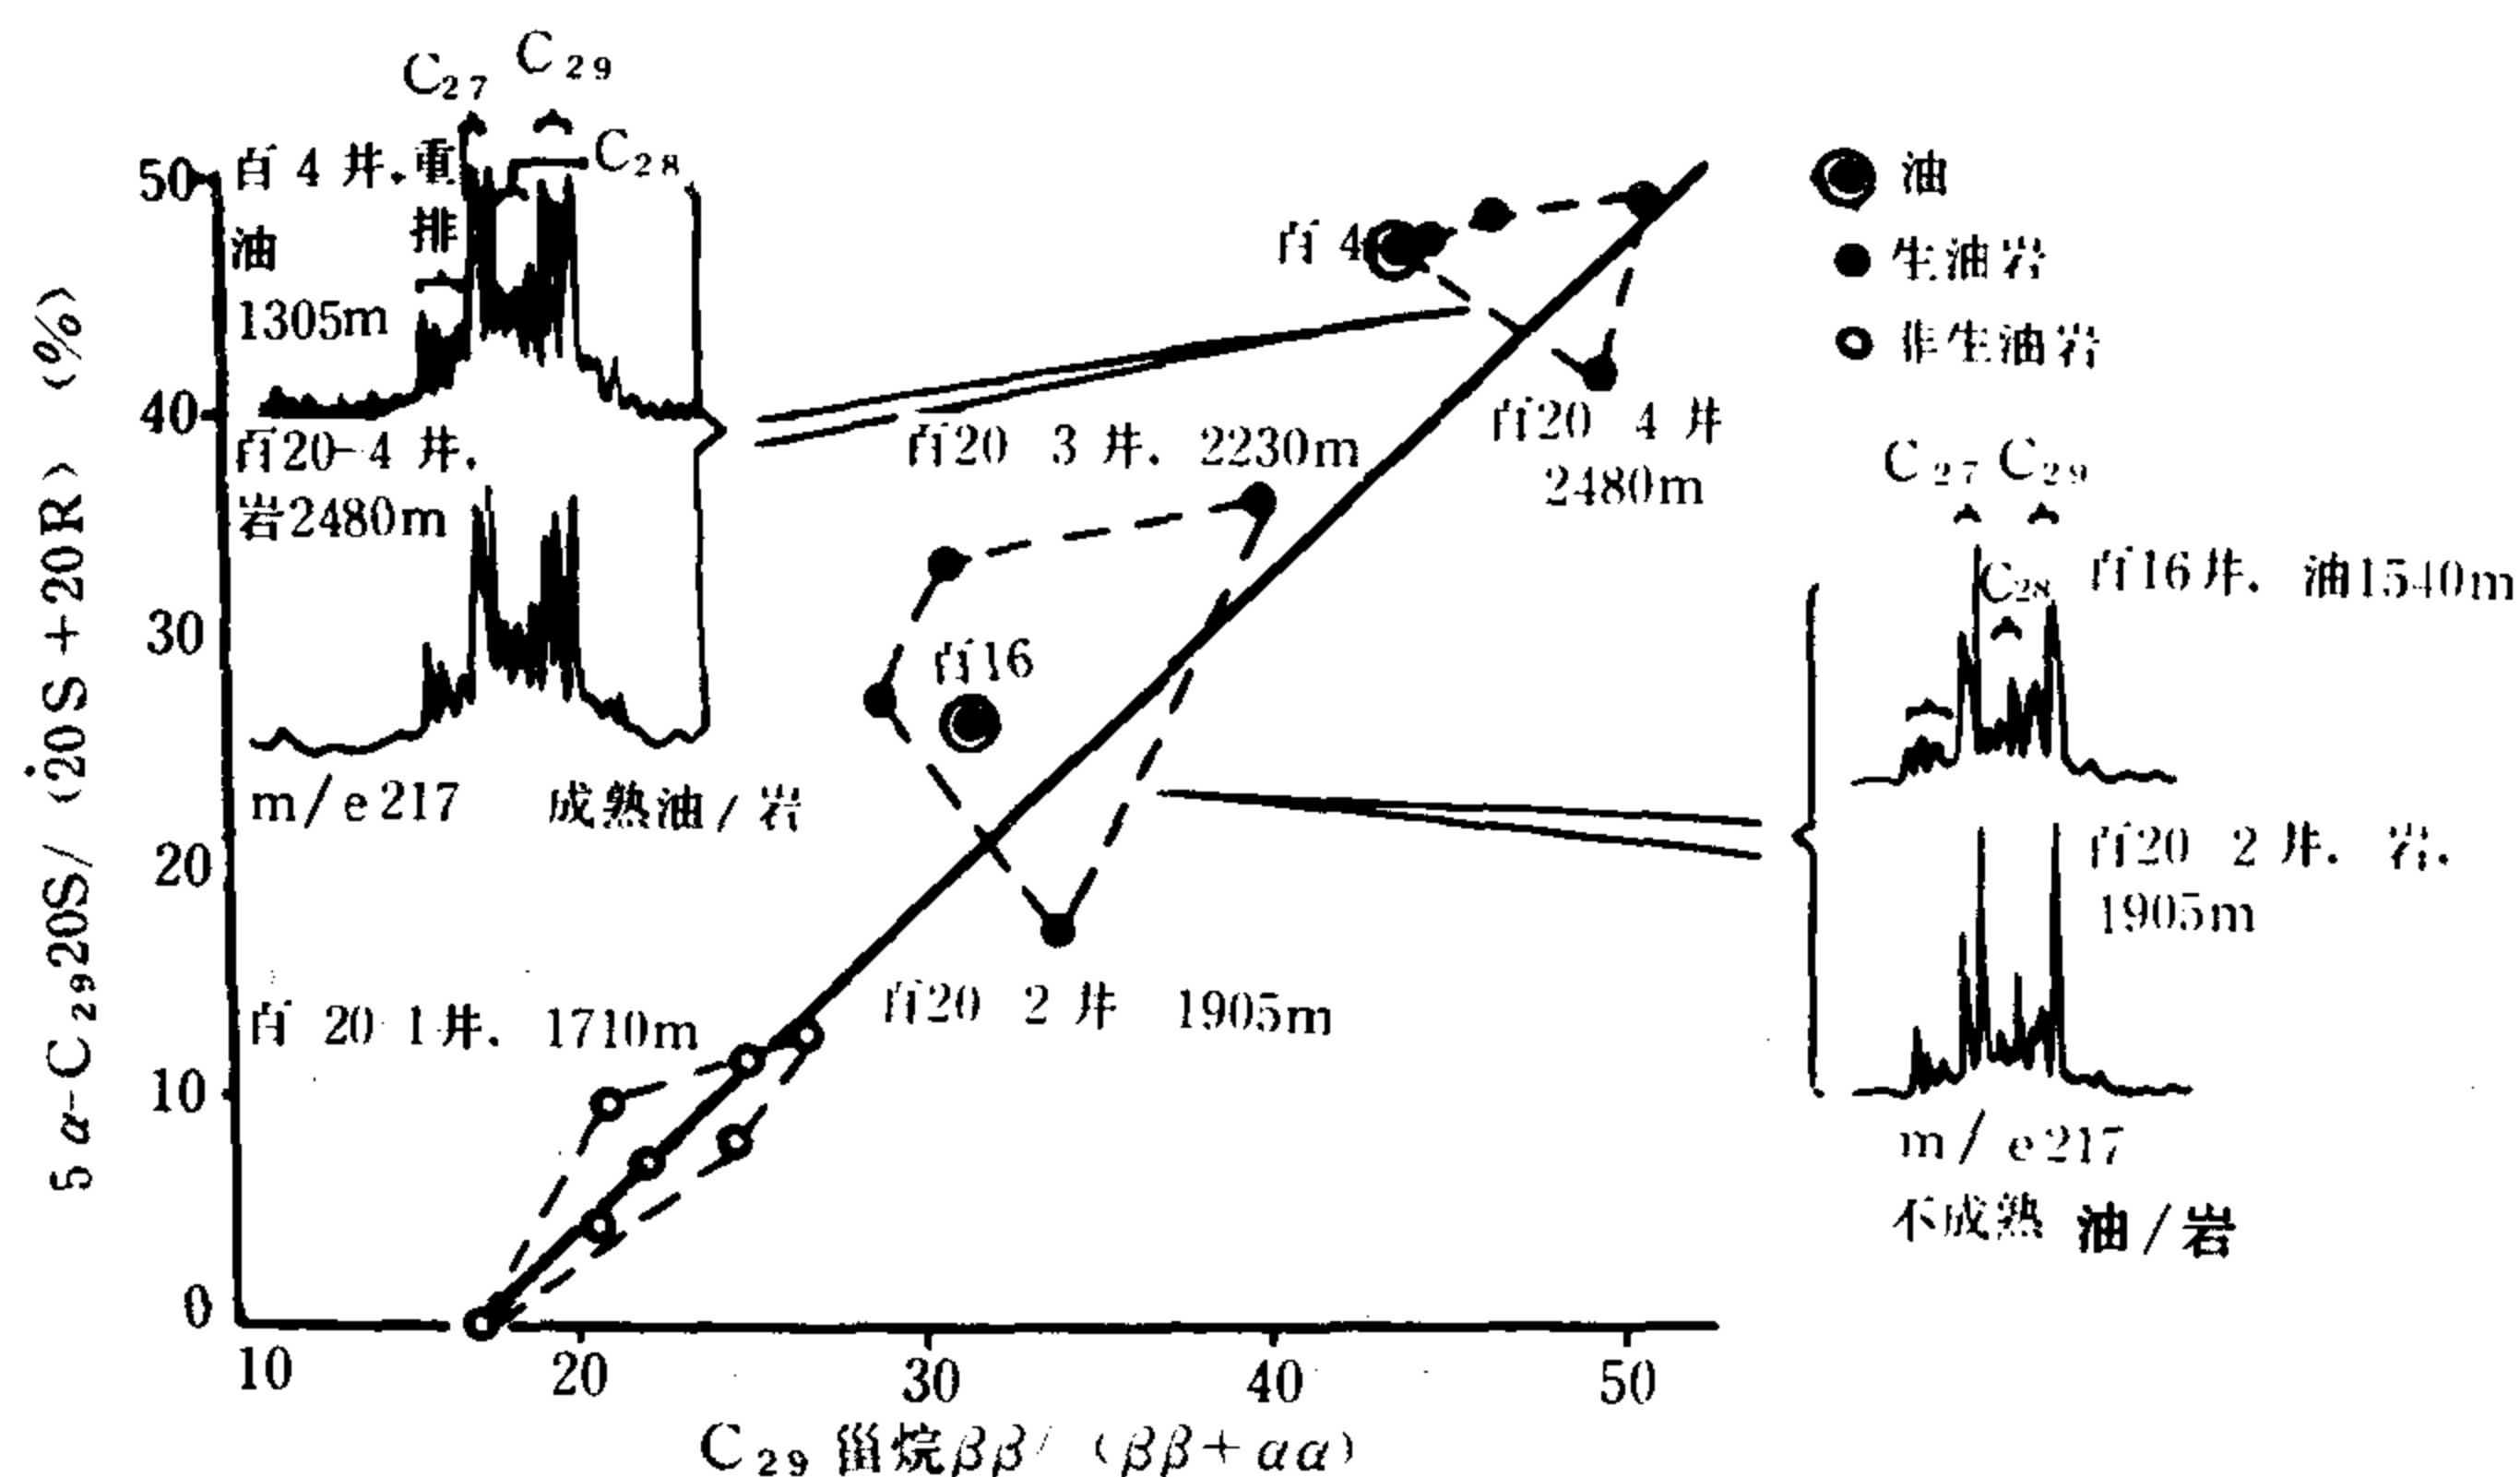 C₂₇ C₂₉
C₂₈
百 4 井.重
排
油
1305m
百20-4 井.
岩2480m
m/e217 成熟油/岩
5 α-C₂₉20S/ (20S+20R) (%)
50
40
30
20
10
0
10
20
30
40
50
C₂₉ 甾烷ββ/ (ββ+αα)
百 4
百20 3 井. 2230m
百20 4 井
2480m
百16
百20 2 井 1905m
百 20 1井. 1710m
油
生油岩
非生油岩
C₂₇ C₂₉
C₂₈
百16井. 油1540m
百20 2 井. 岩.
1905m
m/ e217
不成熟 油/岩